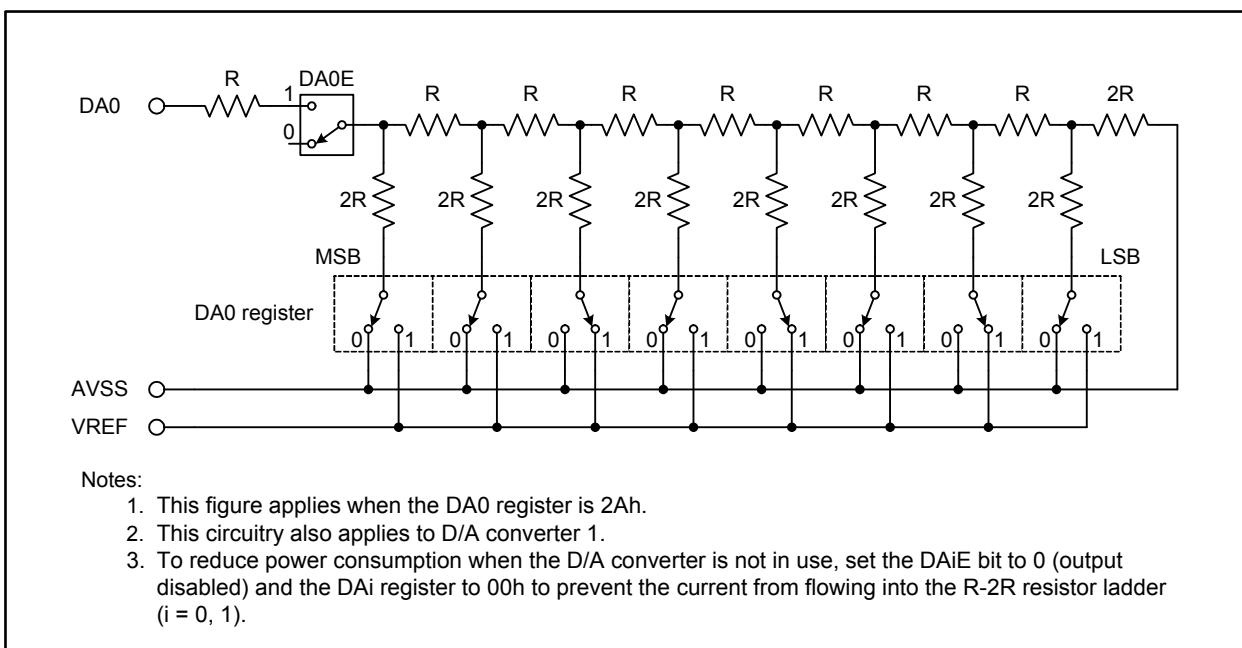 R DA0E
DA0 1 R R R R R R R 2R
0
2R 2R 2R 2R 2R 2R 2R 2R
MSB LSB
DA0 register
0 1 0 1 0 1 0 1 0 1 0 1 0 1 0 1
AVSS
VREF
Notes:
1. This figure applies when the DA0 register is 2Ah.
2. This circuitry also applies to D/A converter 1.
3. To reduce power consumption when the D/A converter is not in use, set the DAiE bit to 0 (output
disabled) and the DAi register to 00h to prevent the current from flowing into the R-2R resistor ladder
(i = 0, 1).